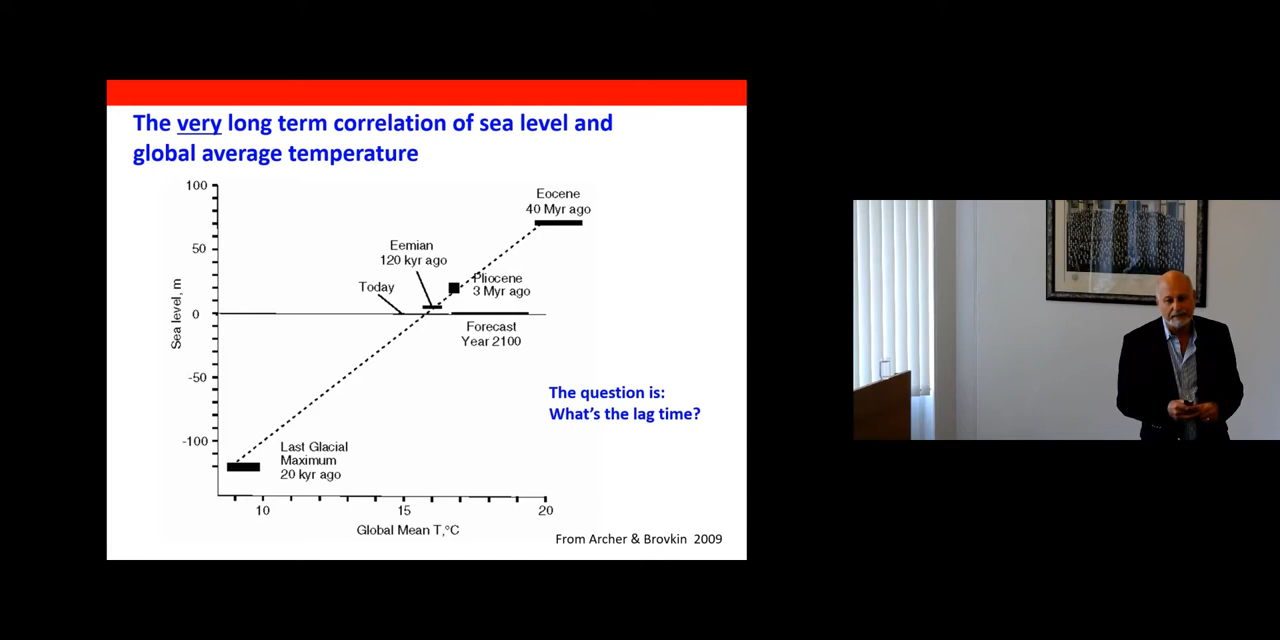 The very long term correlation of sea level and
global average temperature
100
50
0
-50
-100
Sea level, m
Eocene
40 Myr ago
Eemian
120 kyr ago
Pliocene
3 Myr ago
Today
Forecast
Year 2100
The question is:
What's the lag time?
Last Glacial
Maximum
20 kyr ago
10
15
20
Global Mean T,°C
From Archer & Brovkin 2009